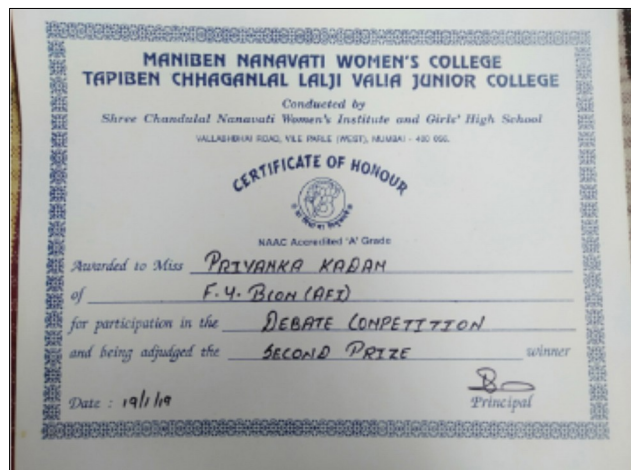 MANIBEN NANAVATI WOMEN'S COLLEGE
TAPIBEN CHHAGANLAL LALJI VALIA JUNIOR COLLEGE
Conducted by
Shree Chandulal Nanavati Women's Institute and Girls' High School
VALLABHBHAI ROAD, VILE PARLE (WEST), MUMBAI - 400 056.
CERTIFICATE OF HONOUR
NAAC Accredited 'A' Grade
Awarded to Miss PRIYANKA KADAM
of F.Y. BCOM (AFI)
for participation in the DEBATE COMPETITION
and being adjudged the SECOND PRIZE winner
Date : 19/1/19
Principal